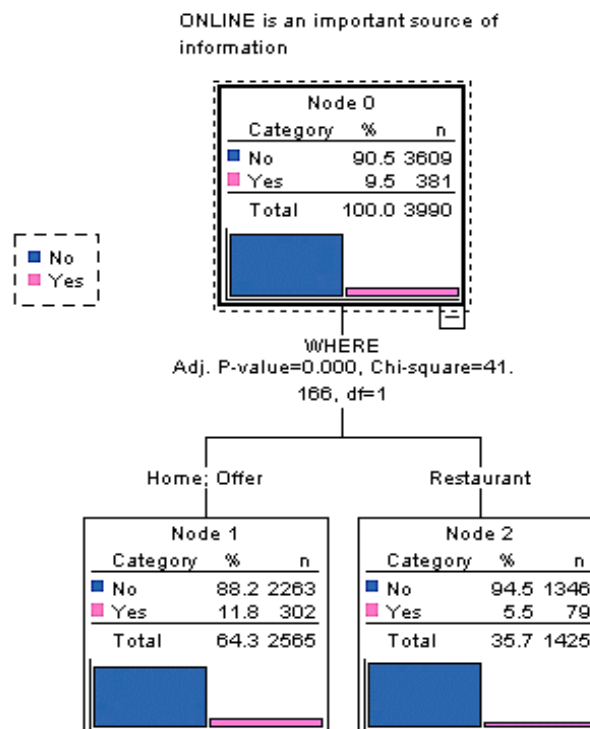 ONLINE is an important source of
information
Node 0
Category % n
No 90.5 3609
Yes 9.5 381
Total 100.0 3990
No
Yes
WHERE
Adj. P-value=0.000, Chi-square=41.
166, df=1
Home; Offer
Restaurant
Node 1
Category % n
No 88.2 2263
Yes 11.8 302
Total 64.3 2565
Node 2
Category % n
No 94.5 1346
Yes 5.5 79
Total 35.7 1425